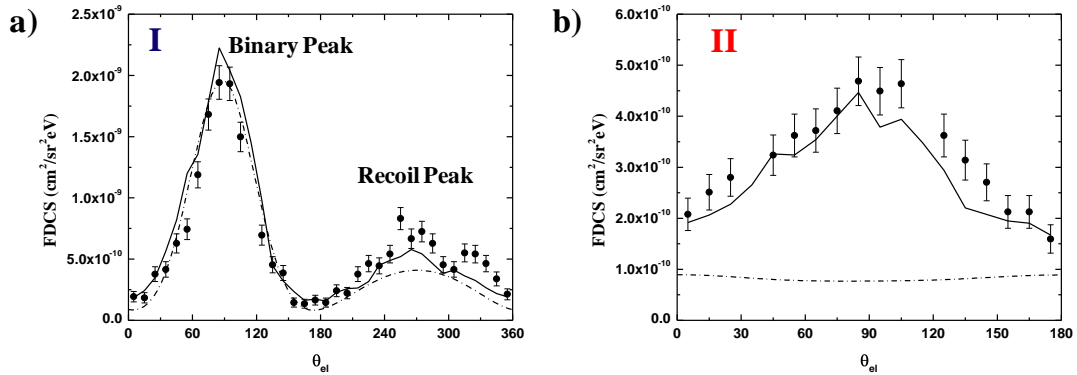 a)
I
Binary Peak
Recoil Peak
FDCS (cm²/sr²eV)
2.5x10⁻⁹
2.0x10⁻⁹
1.5x10⁻⁹
1.0x10⁻⁹
5.0x10⁻¹⁰
0.0
0 60 120 180 240 300 360
θel
b)
II
FDCS (cm²/sr²eV)
6.0x10⁻¹⁰
5.0x10⁻¹⁰
4.0x10⁻¹⁰
3.0x10⁻¹⁰
2.0x10⁻¹⁰
1.0x10⁻¹⁰
0.0
0 30 60 90 120 150 180
θel